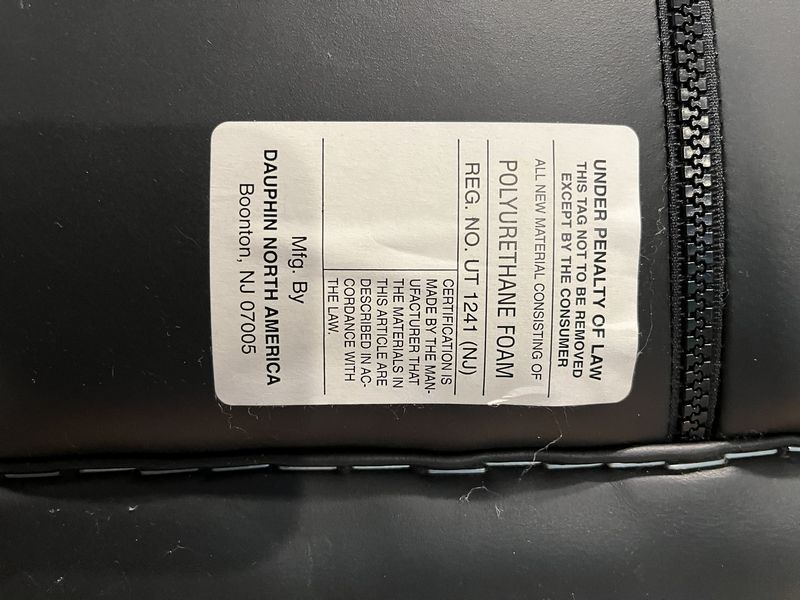 UNDER PENALTY OF LAW
THIS TAG NOT TO BE REMOVED
EXCEPT BY THE CONSUMER
ALL NEW MATERIAL CONSISTING OF
POLYURETHANE FOAM
REG. NO. UT 1241 (NJ)
CERTIFICATION IS
MADE BY THE MAN-
UFACTURER THAT
THE MATERIALS IN
THIS ARTICLE ARE
DESCRIBED IN AC-
CORDANCE WITH
THE LAW.
Mfg. By
DAUPHIN NORTH AMERICA
Boonton, NJ 07005